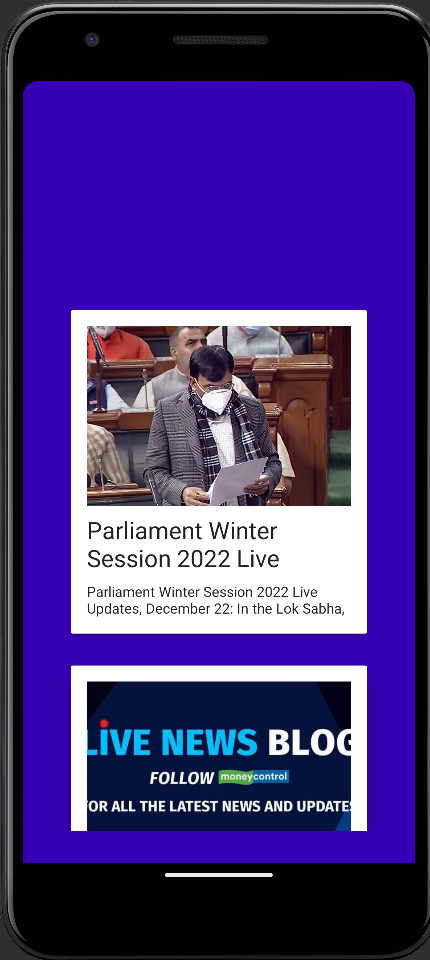 Parliament Winter
Session 2022 Live
Parliament Winter Session 2022 Live
Updates, December 22: In the Lok Sabha,
LIVE NEWS BLOG
FOLLOW moneycontrol
FOR ALL THE LATEST NEWS AND UPDATES